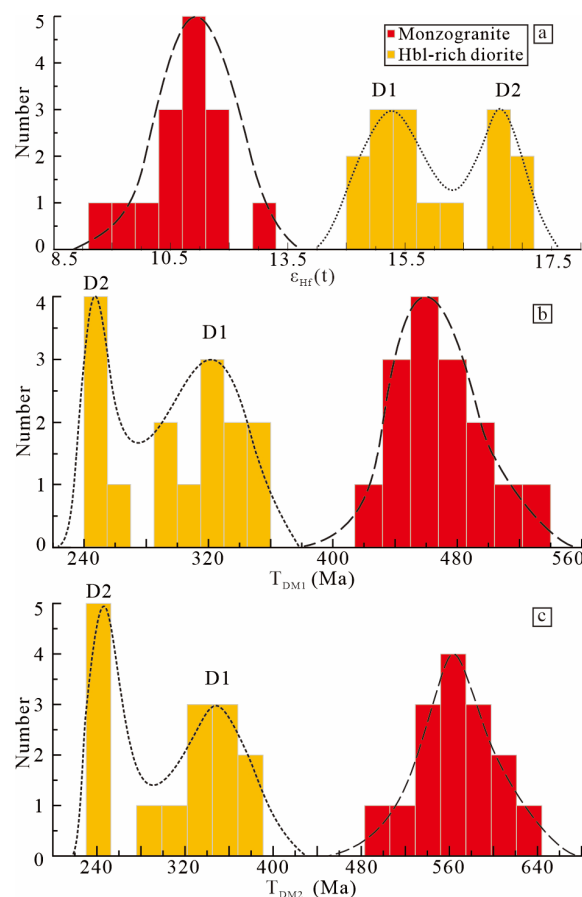 5
4
3
2
1
0
Number
Monzogranite
Hbl-rich diorite
a
D1
D2
8.5
10.5
13.5
15.5
17.5
εHf(t)
4
3
2
1
0
Number
D2
D1
b
240
320
400
480
560
TDM1 (Ma)
5
4
3
2
1
0
Number
D2
D1
c
240
320
400
480
560
640
TDM2 (Ma)